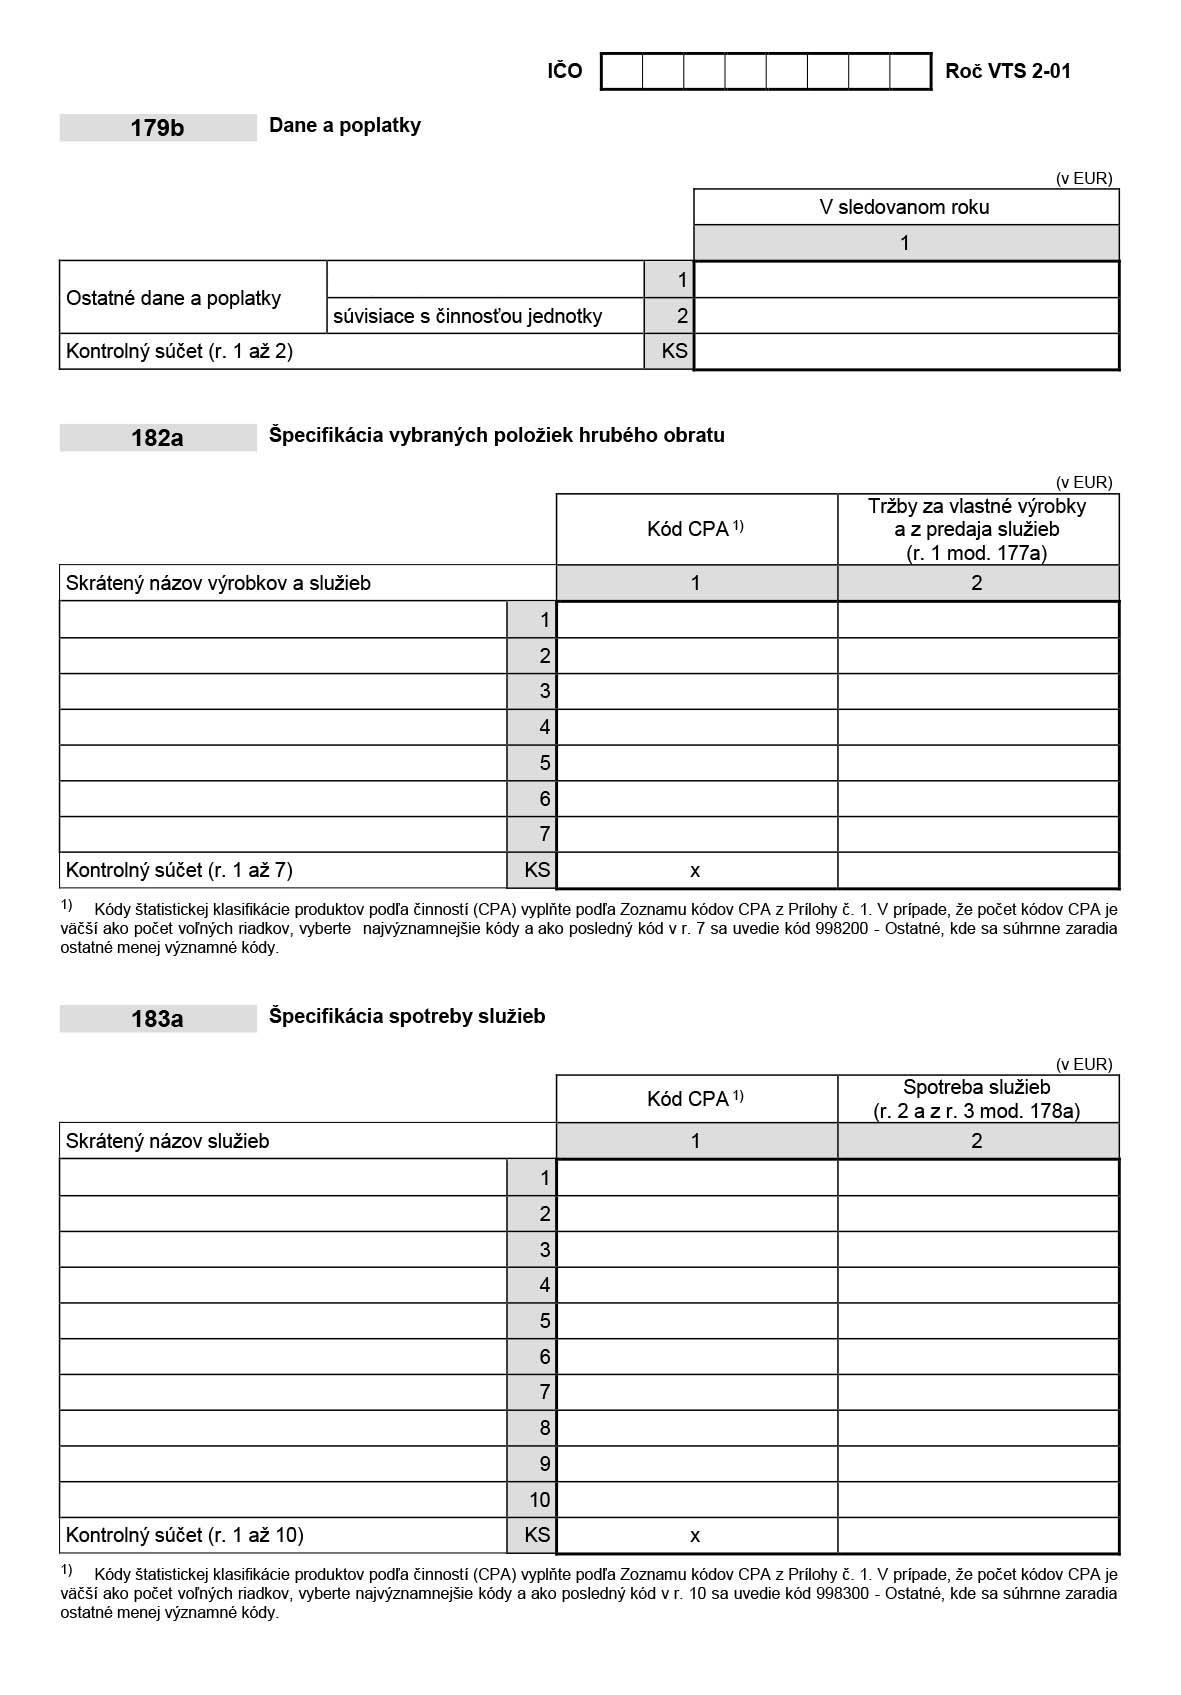 IČO Roč VTS 2-01
179b Dane a poplatky
(v EUR)
V sledovanom roku
1
Ostatné dane a poplatky
1
súvisiace s činnosťou jednotky 2
Kontrolný súčet (r. 1 až 2) KS
182a Špecifikácia vybraných položiek hrubého obratu
(v EUR)
Kód CPA 1)
Tržby za vlastné výrobky
a z predaja služieb
(r. 1 mod. 177a)
Skrátený názov výrobkov a služieb 1 2
1
2
3
4
5
6
7
Kontrolný súčet (r. 1 až 7) KS x
1) Kódy štatistickej klasifikácie produktov podľa činností (CPA) vyplňte podľa Zoznamu kódov CPA z Prílohy č. 1. V prípade, že počet kódov CPA je
väčší ako počet voľných riadkov, vyberte najvýznamnejšie kódy a ako posledný kód v r. 7 sa uvedie kód 998200 - Ostatné, kde sa súhrnne zaradia
ostatné menej významné kódy.
183a Špecifikácia spotreby služieb
(v EUR)
Kód CPA 1)
Spotreba služieb
(r. 2 a z r. 3 mod. 178a)
Skrátený názov služieb 1 2
1
2
3
4
5
6
7
8
9
10
Kontrolný súčet (r. 1 až 10) KS x
1) Kódy štatistickej klasifikácie produktov podľa činností (CPA) vyplňte podľa Zoznamu kódov CPA z Prílohy č. 1. V prípade, že počet kódov CPA je
väčší ako počet voľných riadkov, vyberte najvýznamnejšie kódy a ako posledný kód v r. 10 sa uvedie kód 998300 - Ostatné, kde sa súhrnne zaradia
ostatné menej významné kódy.